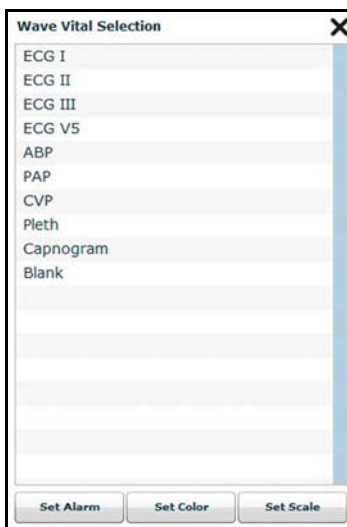 Wave Vital Selection
ECG I
ECG II
ECG III
ECG V5
ABP
PAP
CVP
Pleth
Capnogram
Blank
Set Alarm Set Color Set Scale